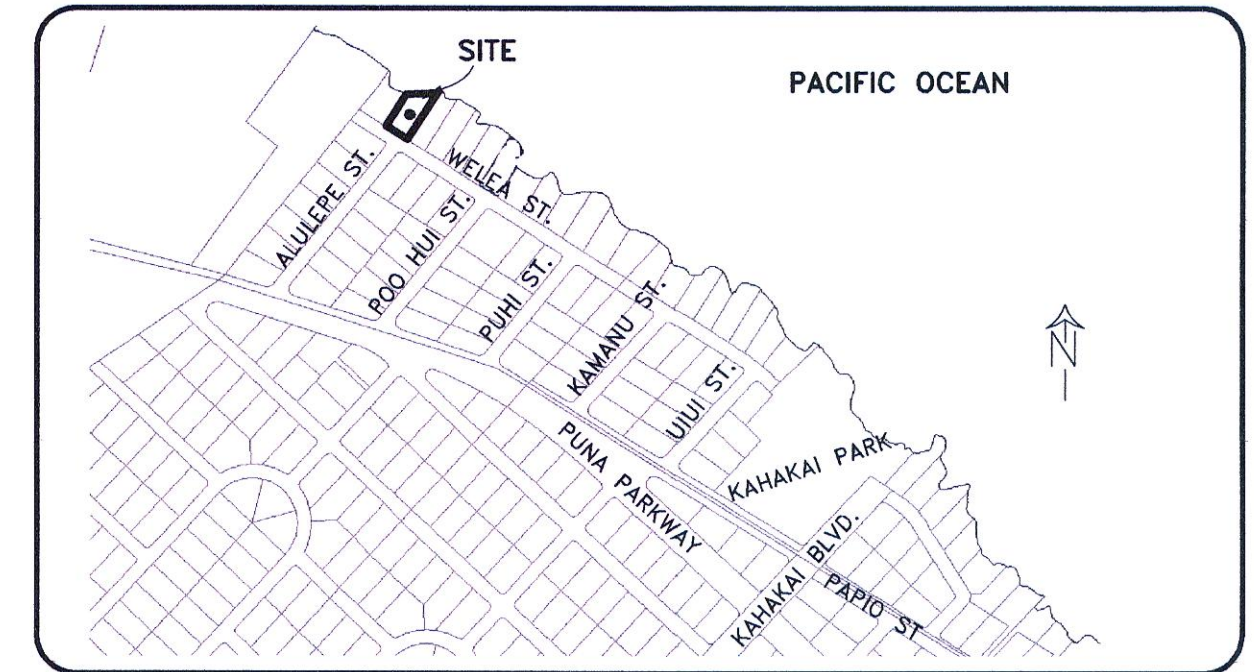 SITE
PACIFIC OCEAN
WELEA ST.
ALULEPE ST.
POO HUI ST.
PUHI ST.
KAMANU ST.
UIUI ST.
N
PUNA PARKWAY
KAHAKAI PARK
KAHAKAI BLVD.
PAPIO ST